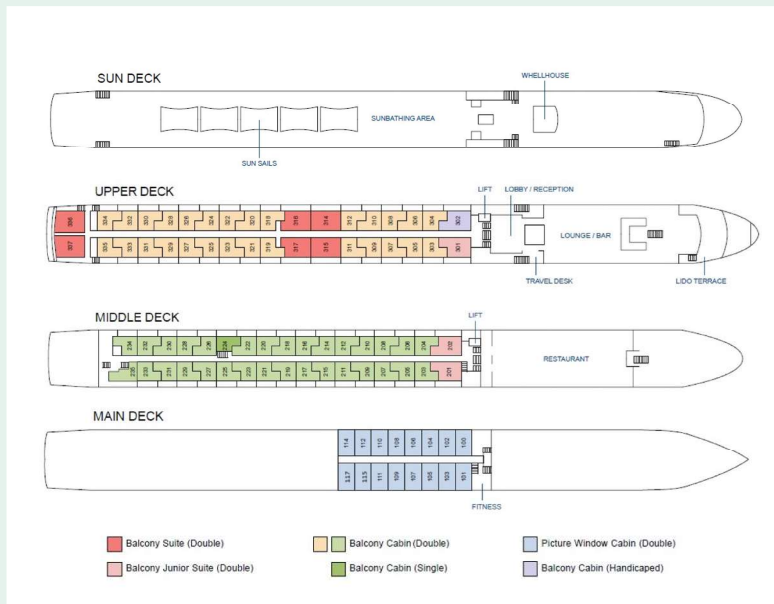 SUN DECK
WHELLHOUSE
SUNBATHING AREA
SUN SAILS
UPPER DECK
LIFT
LOBBY / RECEPTION
336 334 332 330 328 326 324 322 320 318 316 314 312 310 308 306 304 302
LOUNGE / BAR
337 335 333 331 329 327 325 323 321 319 317 315 311 309 307 305 303 301
TRAVEL DESK
LIDO TERRACE
MIDDLE DECK
LIFT
234 232 230 228 226 224 222 220 218 216 214 212 210 208 206 204 202
RESTAURANT
235 233 231 229 227 225 223 221 219 217 215 211 209 207 205 203 201
MAIN DECK
114 112 110 108 106 104 102 100
117 115 111 109 107 105 103 101
FITNESS
Balcony Suite (Double)
Balcony Cabin (Double)
Picture Window Cabin (Double)
Balcony Junior Suite (Double)
Balcony Cabin (Single)
Balcony Cabin (Handicaped)